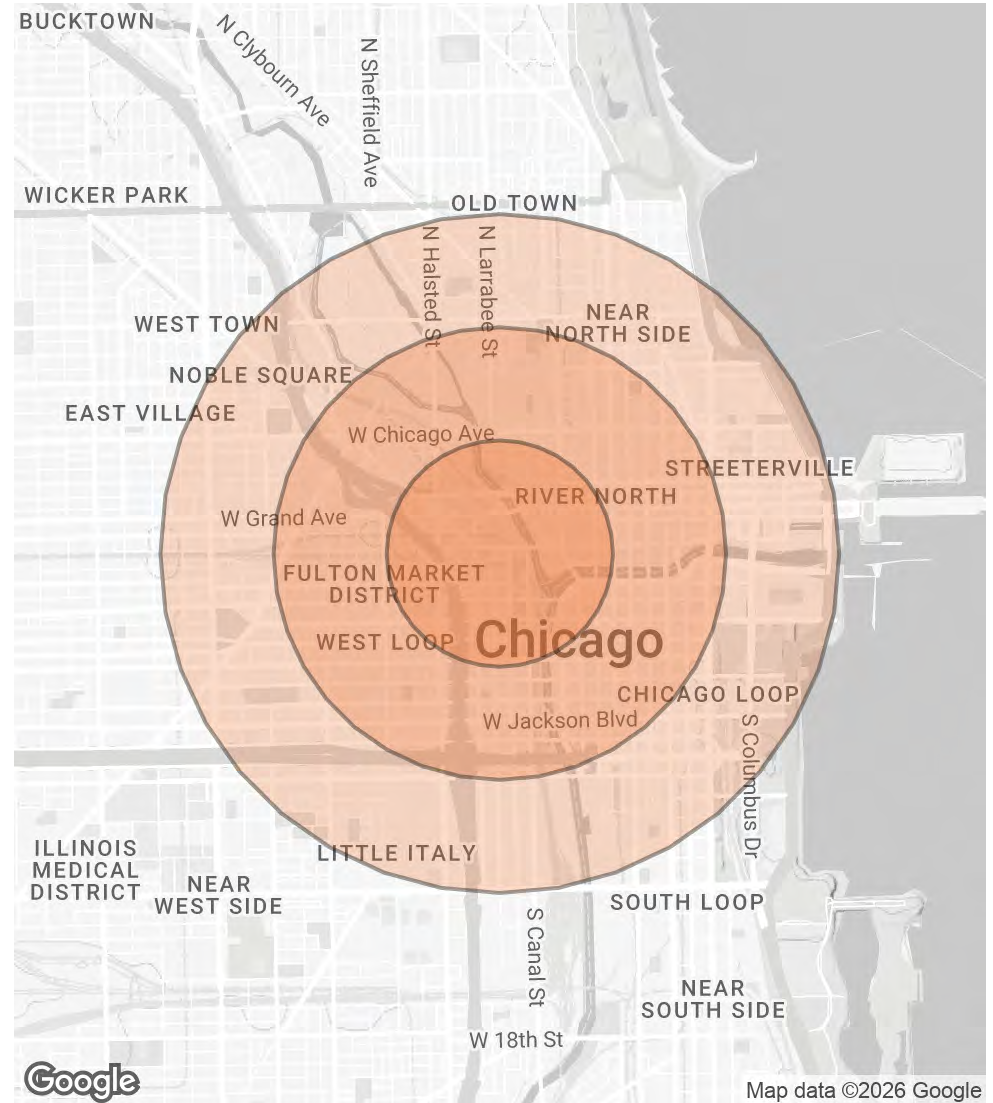 BUCKTOWN
N Clybourn Ave
N Sheffield Ave
WICKER PARK
OLD TOWN
N Halsted St
N Larrabee St
NEAR
NORTH SIDE
WEST TOWN
NOBLE SQUARE
EAST VILLAGE
W Chicago Ave
STREETERVILLE
RIVER NORTH
W Grand Ave
FULTON MARKET
DISTRICT
WEST LOOP
Chicago
CHICAGO LOOP
W Jackson Blvd
S Columbus Dr
ILLINOIS
MEDICAL
DISTRICT
LITTLE ITALY
NEAR
WEST SIDE
SOUTH LOOP
S Canal St
NEAR
SOUTH SIDE
W 18th St
Google
Map data ©2026 Google